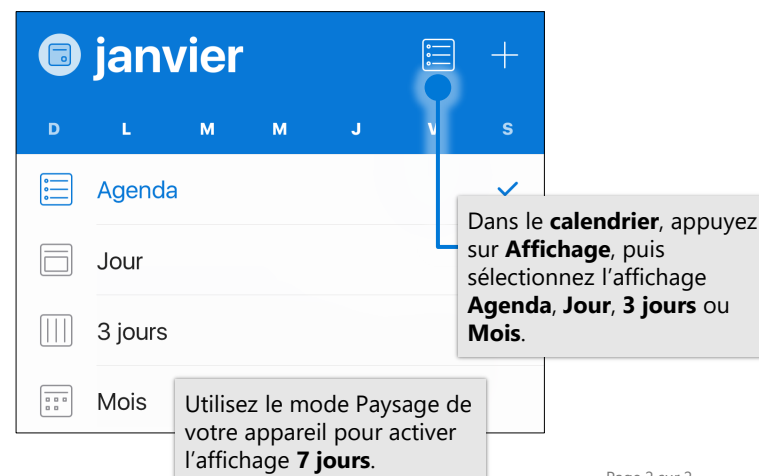 janvier
D L M M J V S
Agenda
Jour
3 jours
Mois
Dans le calendrier, appuyez
sur Affichage, puis
sélectionnez l’affichage
Agenda, Jour, 3 jours ou
Mois.
Utilisez le mode Paysage de
votre appareil pour activer
l’affichage 7 jours.